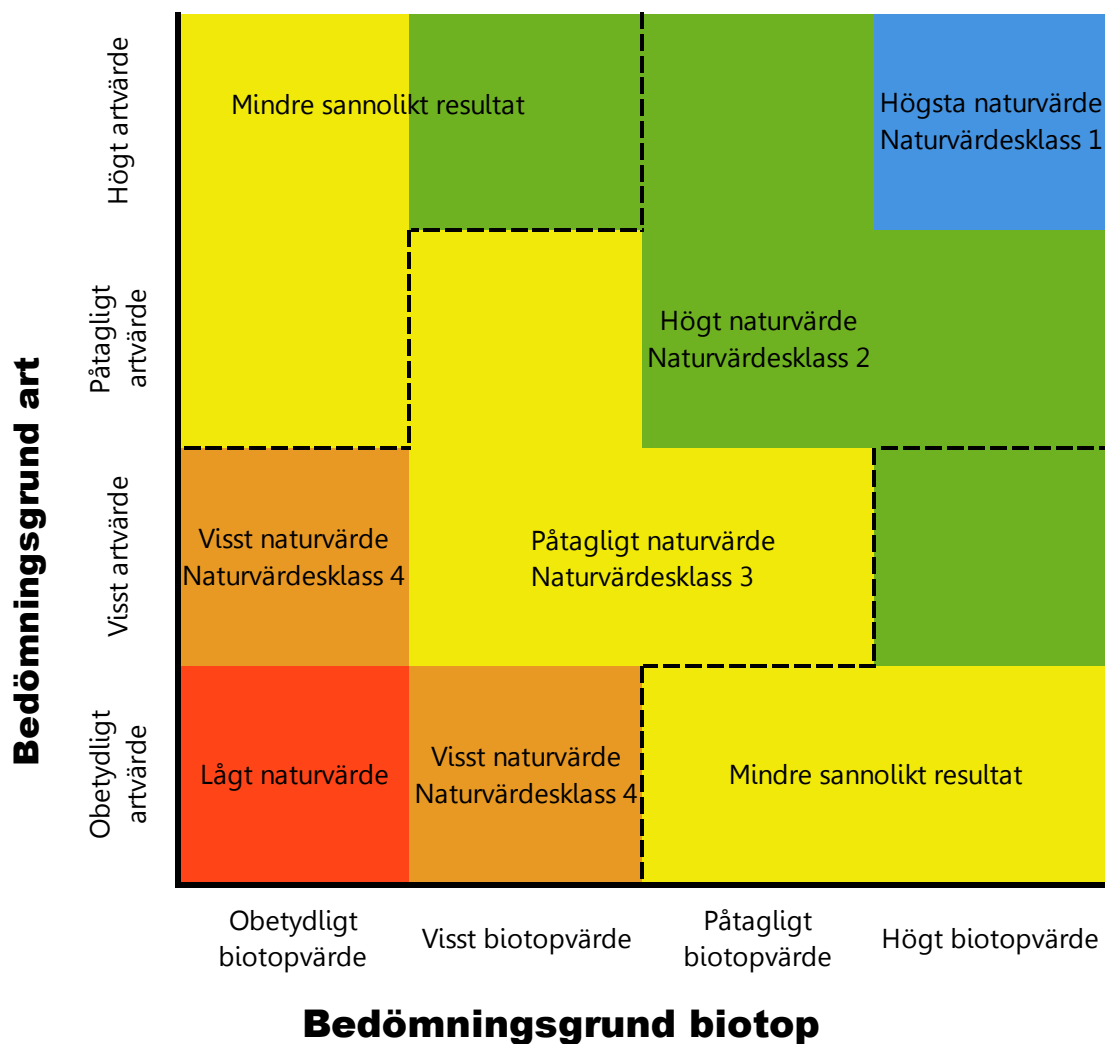 Bedömningsgrund art
Högt artvärde
Påtagligt
artvärde
Visst artvärde
Obetydligt
artvärde
Mindre sannolikt resultat
Högsta naturvärde
Naturvärdesklass 1
Högt naturvärde
Naturvärdesklass 2
Visst naturvärde
Naturvärdesklass 4
Påtagligt naturvärde
Naturvärdesklass 3
Lågt naturvärde
Visst naturvärde
Naturvärdesklass 4
Mindre sannolikt resultat
Obetydligt
biotopvärde
Visst biotopvärde
Påtagligt
biotopvärde
Högt biotopvärde
Bedömningsgrund biotop